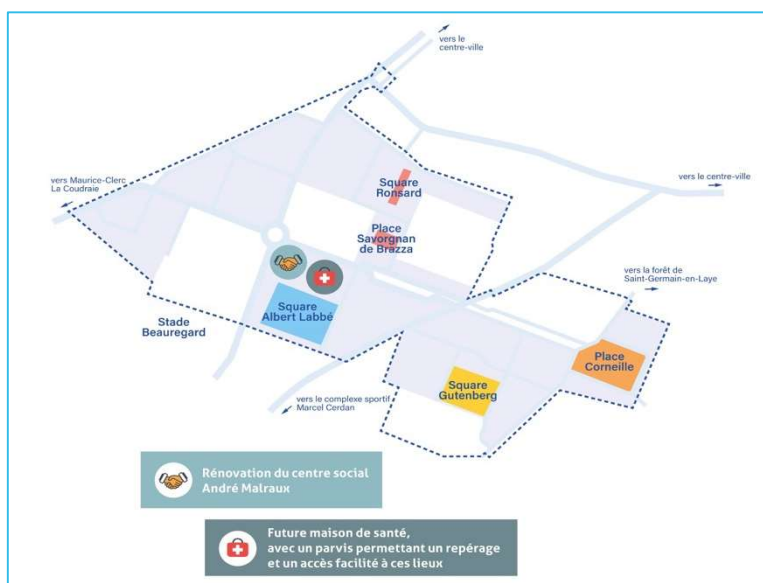 vers le
centre-ville
vers Maurice-Clerc
La Coudraie
vers le centre-ville
Square
Ronsard
Place
Savorgnan
de Brazza
vers la forêt de
Saint-Germain-en-Laye
Square
Albert Labbé
Stade
Beauregard
Place
Corneille
Square
Gutenberg
vers le complexe sportif
Marcel Cerdan
Rénovation du centre social
André Malraux
Future maison de santé,
avec un parvis permettant un repérage
et un accès facilité à ces lieux